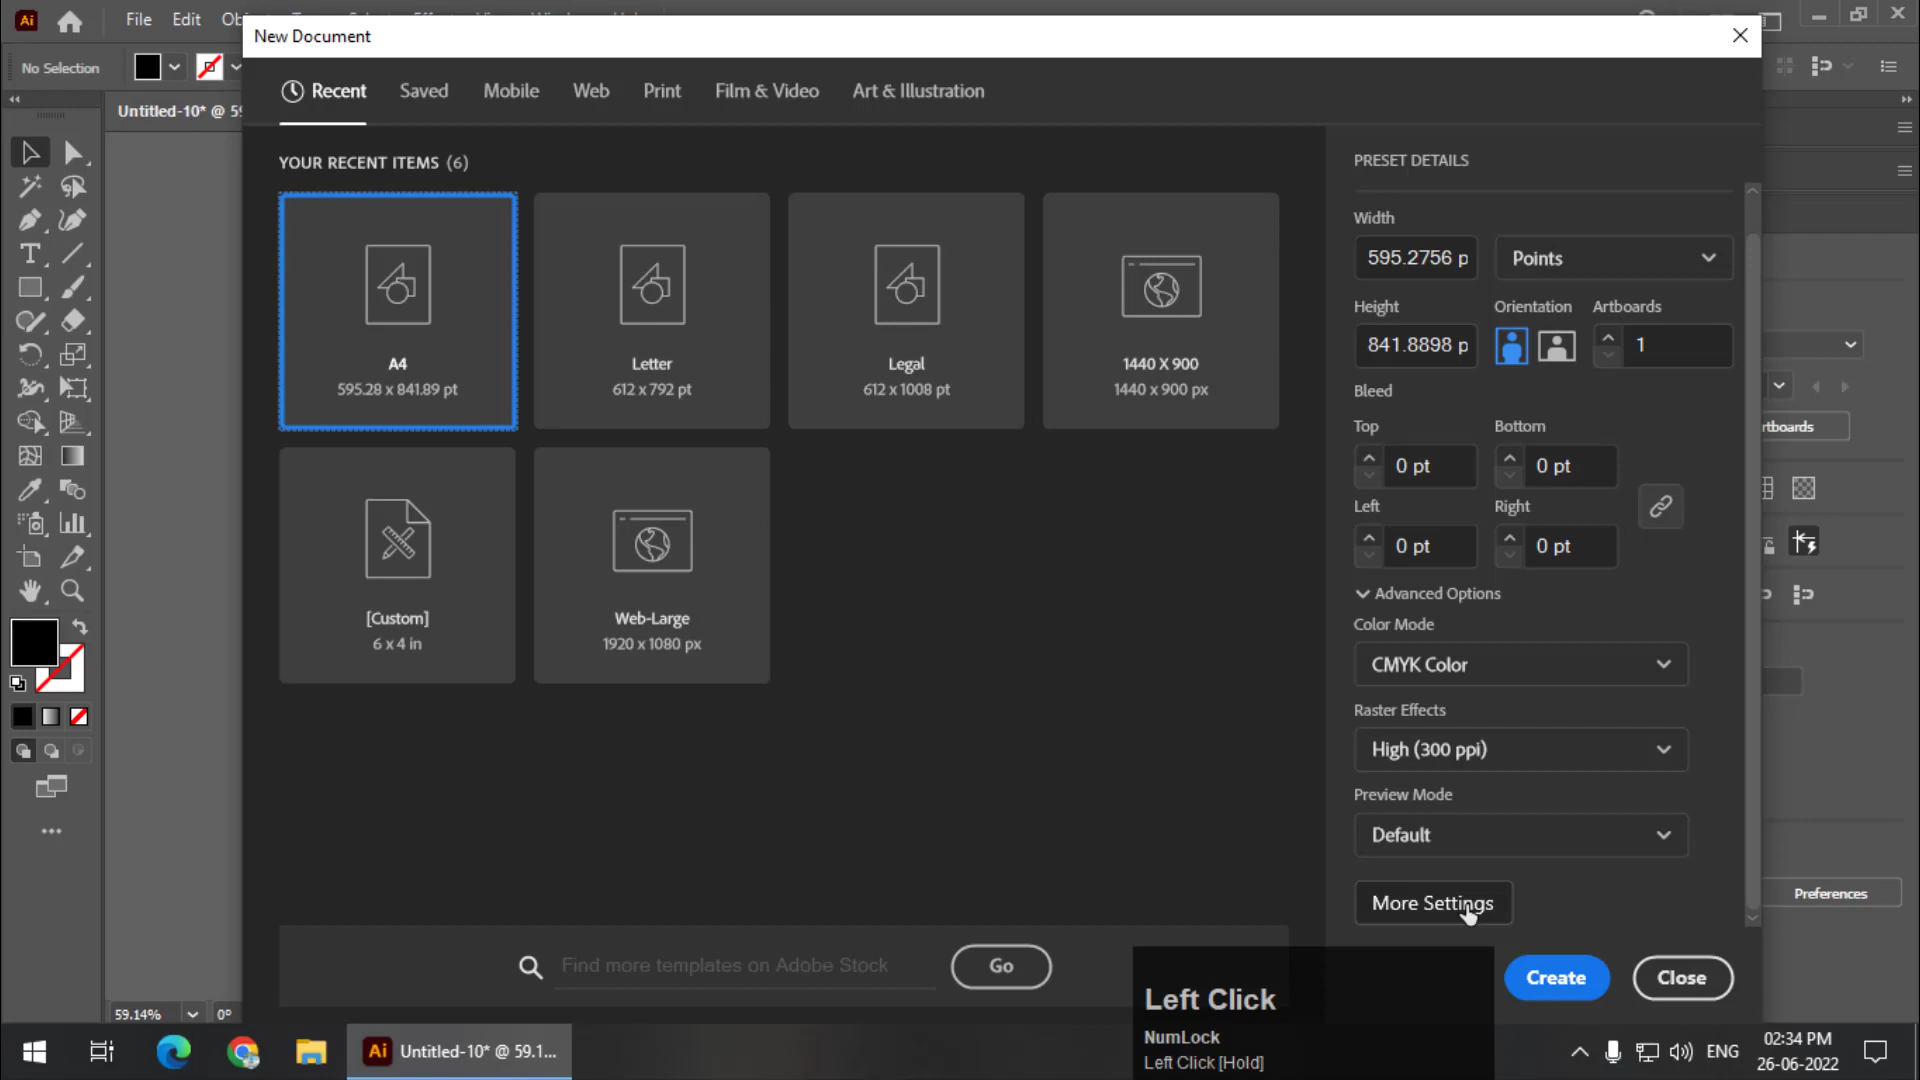 Ai
File Edit
New Document
No Selection
Untitled-10* @ 59
Recent Saved Mobile Web Print Film & Video Art & Illustration
YOUR RECENT ITEMS (6)
A4
595.28 x 841.89 pt
Letter
612 x 792 pt
Legal
612 x 1008 pt
1440 X 900
1440 x 900 px
[Custom]
6 x 4 in
Web-Large
1920 x 1080 px
Find more templates on Adobe Stock
Go
PRESET DETAILS
Width
595.2756 p
Points
Height
Orientation
Artboards
841.8898 p
1
Bleed
Top
Bottom
0 pt
0 pt
Left
Right
0 pt
0 pt
Advanced Options
Color Mode
CMYK Color
Raster Effects
High (300 ppi)
Preview Mode
Default
More Settings
Create
Close
rtboards
Preferences
59.14%
0°
Left Click
NumLock
Left Click [Hold]
Ai
Untitled-10* @ 59.1...
ENG
02:34 PM
26-06-2022